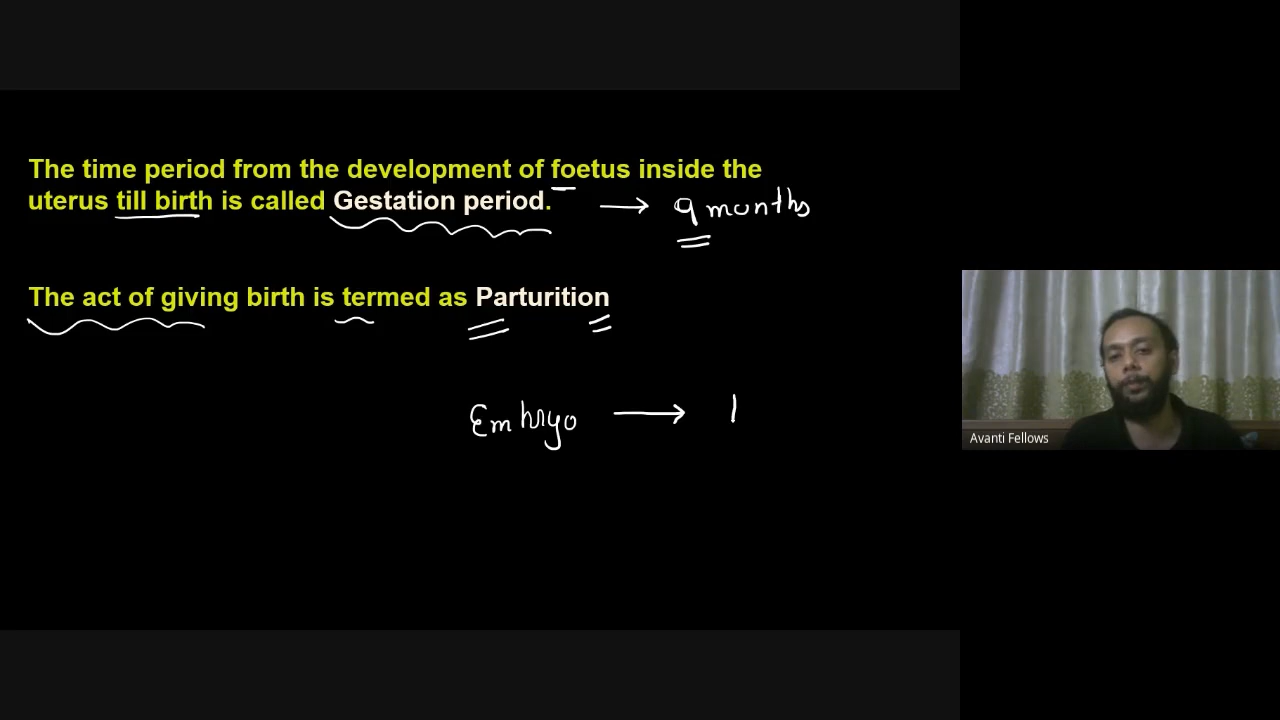 The time period from the development of foetus inside the
uterus till birth is called Gestation period. → 9 months
The act of giving birth is termed as Parturition
Embryo → 1
Avanti Fellows